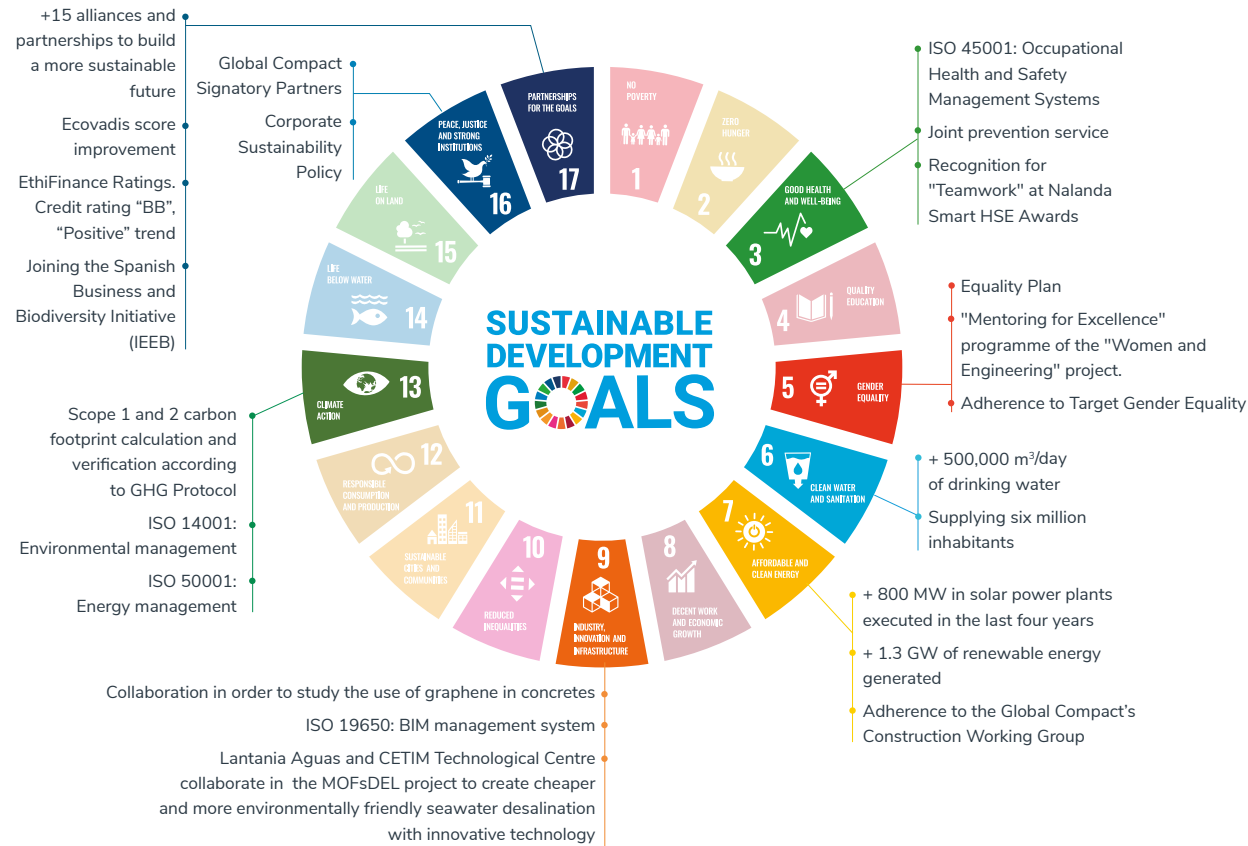 +15 alliances and
partnerships to build
a more sustainable
future
Ecovadis score
improvement
EthiFinance Ratings.
Credit rating “BB”,
“Positive” trend
Joining the Spanish
Business and
Biodiversity Initiative
(IEEB)
Global Compact
Signatory Partners
Corporate
Sustainability
Policy
PARTNERSHIPS
FOR THE GOALS
17
NO
POVERTY
1
ZERO
HUNGER
2
GOOD HEALTH
AND WELL-BEING
3
ISO 45001: Occupational
Health and Safety
Management Systems
Joint prevention service
Recognition for
"Teamwork" at Nalanda
Smart HSE Awards
QUALITY
EDUCATION
4
5
GENDER
EQUALITY
Equality Plan
"Mentoring for Excellence"
programme of the "Women and
Engineering" project.
Adherence to Target Gender Equality
6
CLEAN WATER
AND SANITATION
+ 500,000 m³/day
of drinking water
Supplying six million
inhabitants
7
AFFORDABLE AND
CLEAN ENERGY
+ 800 MW in solar power plants
executed in the last four years
+ 1.3 GW of renewable energy
generated
Adherence to the Global Compact’s
Construction Working Group
8
DECENT WORK
AND ECONOMIC
GROWTH
9
INDUSTRY,
INNOVATION AND
INFRASTRUCTURE
Collaboration in order to study the use of graphene in concretes
ISO 19650: BIM management system
Lantania Aguas and CETIM Technological Centre
collaborate in the MOFsDEL project to create cheaper
and more environmentally friendly seawater desalination
with innovative technology
10
REDUCED
INEQUALITIES
11
SUSTAINABLE
CITIES AND
COMMUNITIES
12
RESPONSIBLE
CONSUMPTION
AND PRODUCTION
13
CLIMATE
ACTION
Scope 1 and 2 carbon
footprint calculation and
verification according
to GHG Protocol
ISO 14001:
Environmental management
ISO 50001:
Energy management
LIFE
BELOW WATER
14
LIFE
ON LAND
15
PEACE, JUSTICE
AND STRONG
INSTITUTIONS
16
SUSTAINABLE
DEVELOPMENT
GOALS